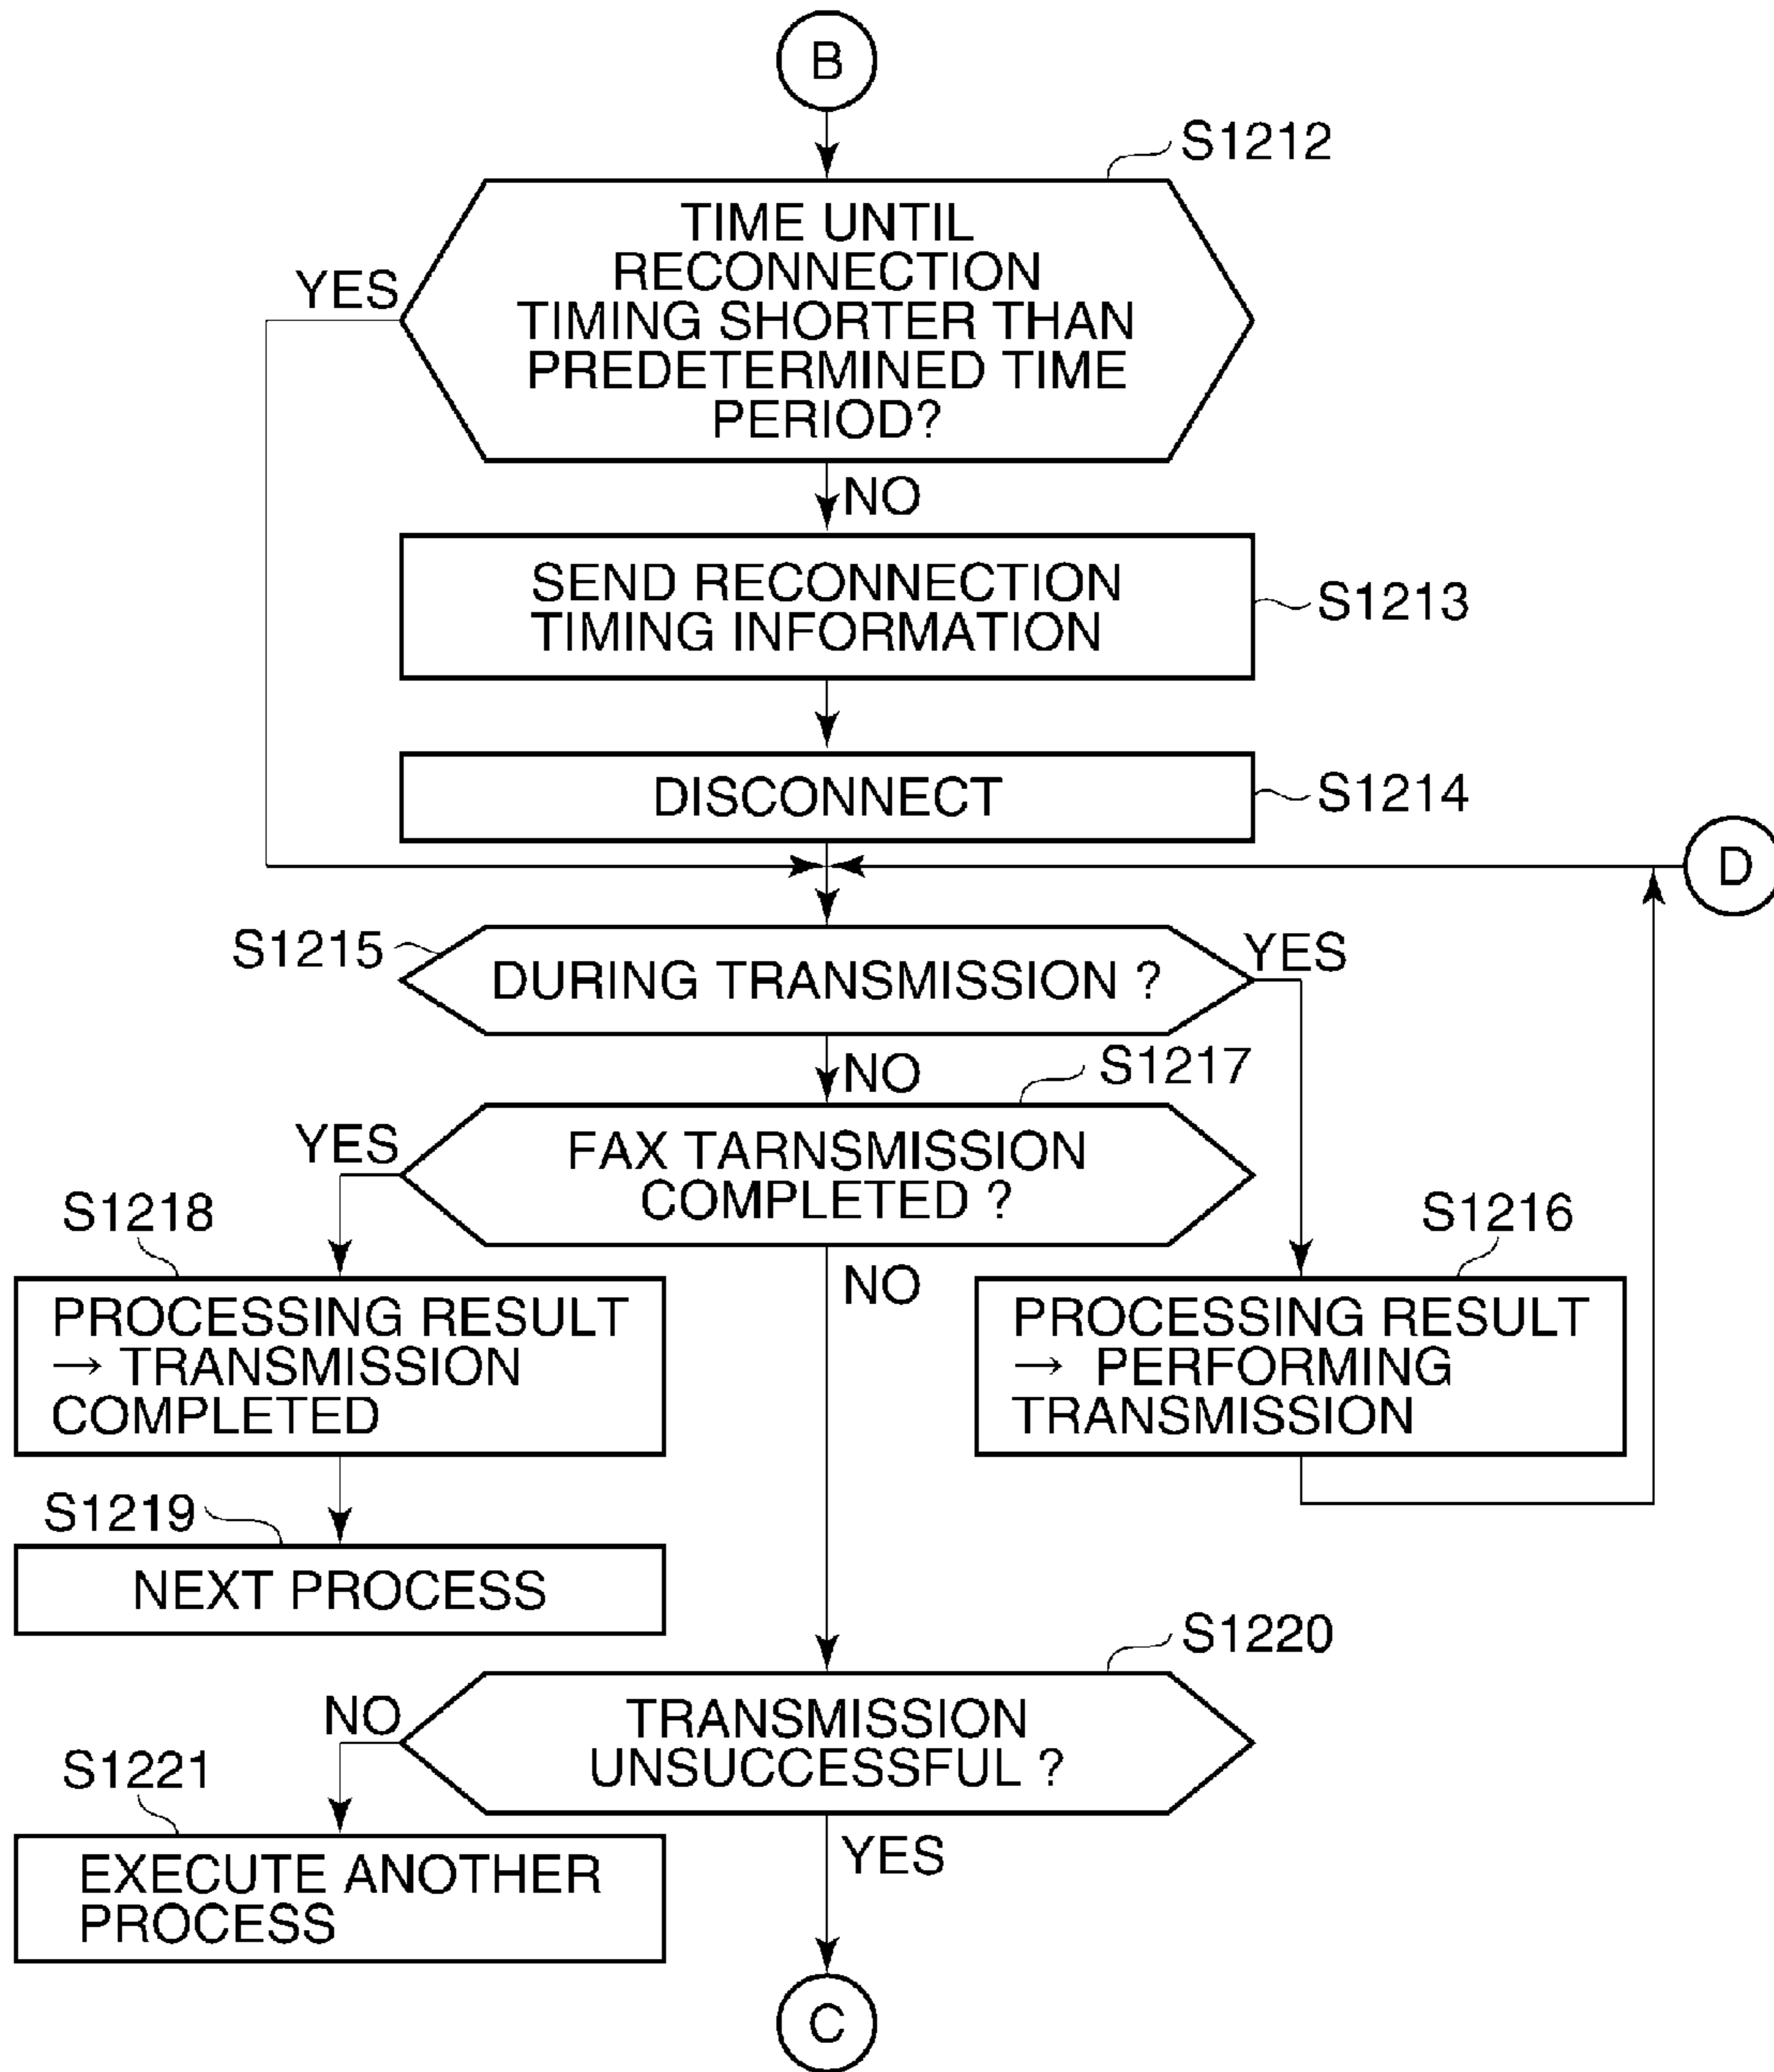 B
S1212
TIME UNTIL
RECONNECTION
TIMING SHORTER THAN
PREDETERMINED TIME
PERIOD?
YES
NO
SEND RECONNECTION
TIMING INFORMATION
S1213
DISCONNECT
S1214
D
S1215
DURING TRANSMISSION ?
YES
NO
S1217
YES
FAX TARNSMISSION
COMPLETED ?
S1218
S1216
NO
PROCESSING RESULT
→ TRANSMISSION
COMPLETED
PROCESSING RESULT
→ PERFORMING
TRANSMISSION
S1219
NEXT PROCESS
S1220
NO
TRANSMISSION
UNSUCCESSFUL ?
S1221
YES
EXECUTE ANOTHER
PROCESS
C